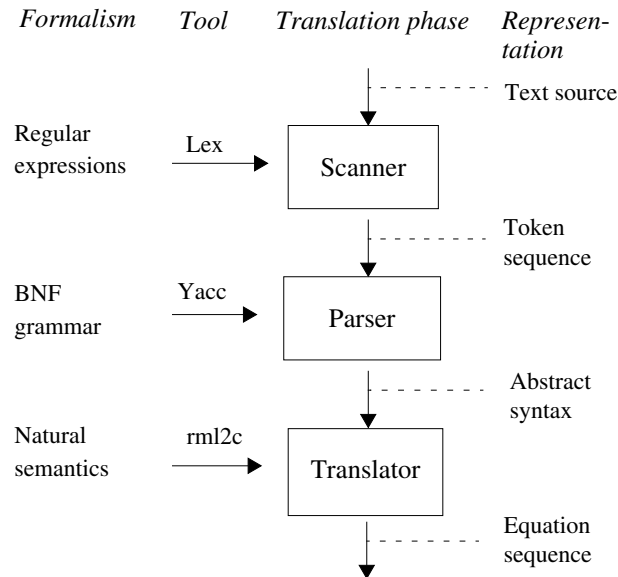 Formalism Tool Translation phase Represen-
tation
Text source
Regular
expressions
Lex
Scanner
Token
sequence
BNF
grammar
Yacc
Parser
Abstract
syntax
Natural
semantics
rml2c
Translator
Equation
sequence